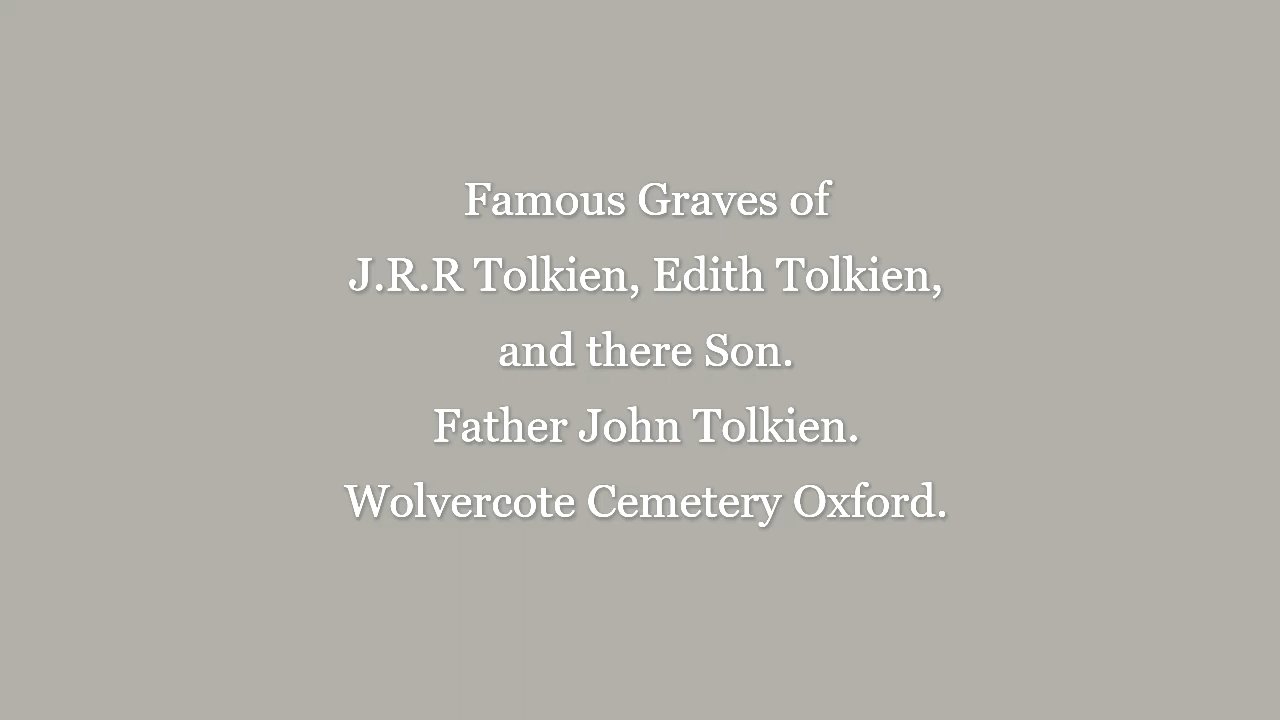 Famous Graves of
J.R.R Tolkien, Edith Tolkien,
and there Son.
Father John Tolkien.
Wolvercote Cemetery Oxford.